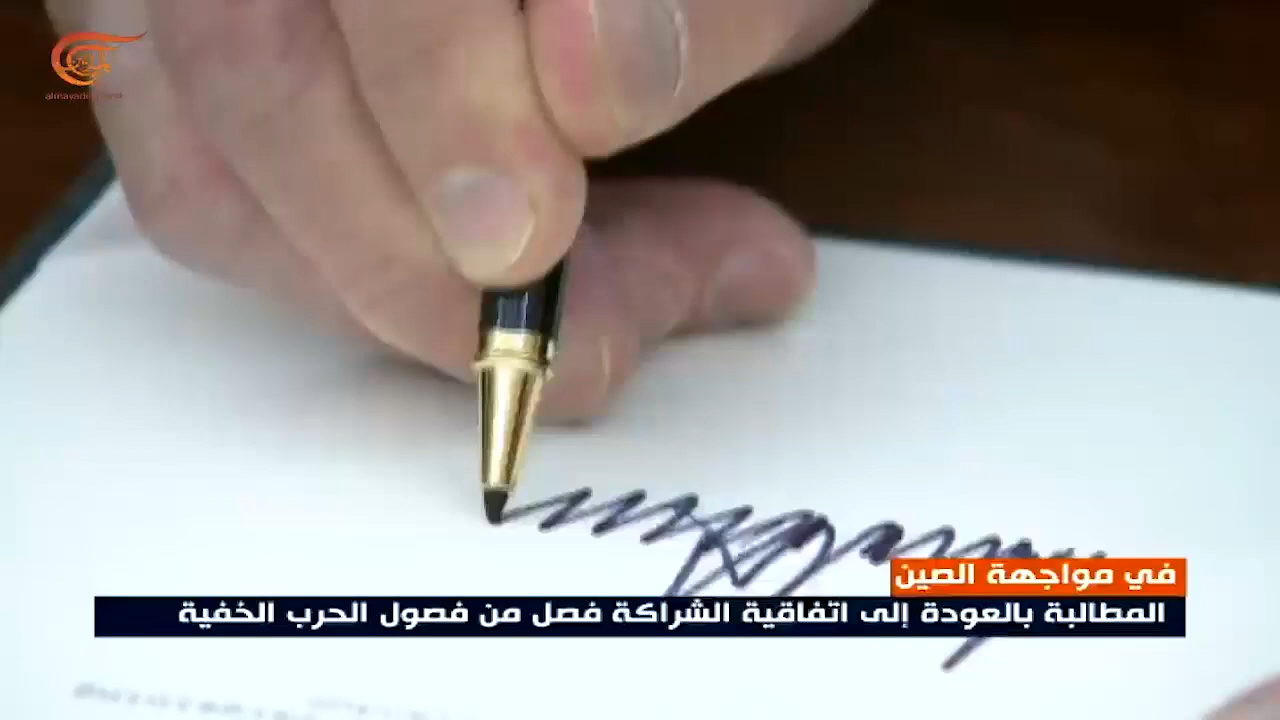 في مواجهة الصين
المطالبة بالعودة إلى اتفاقية الشراكة فصل من فصول الحرب الخفية